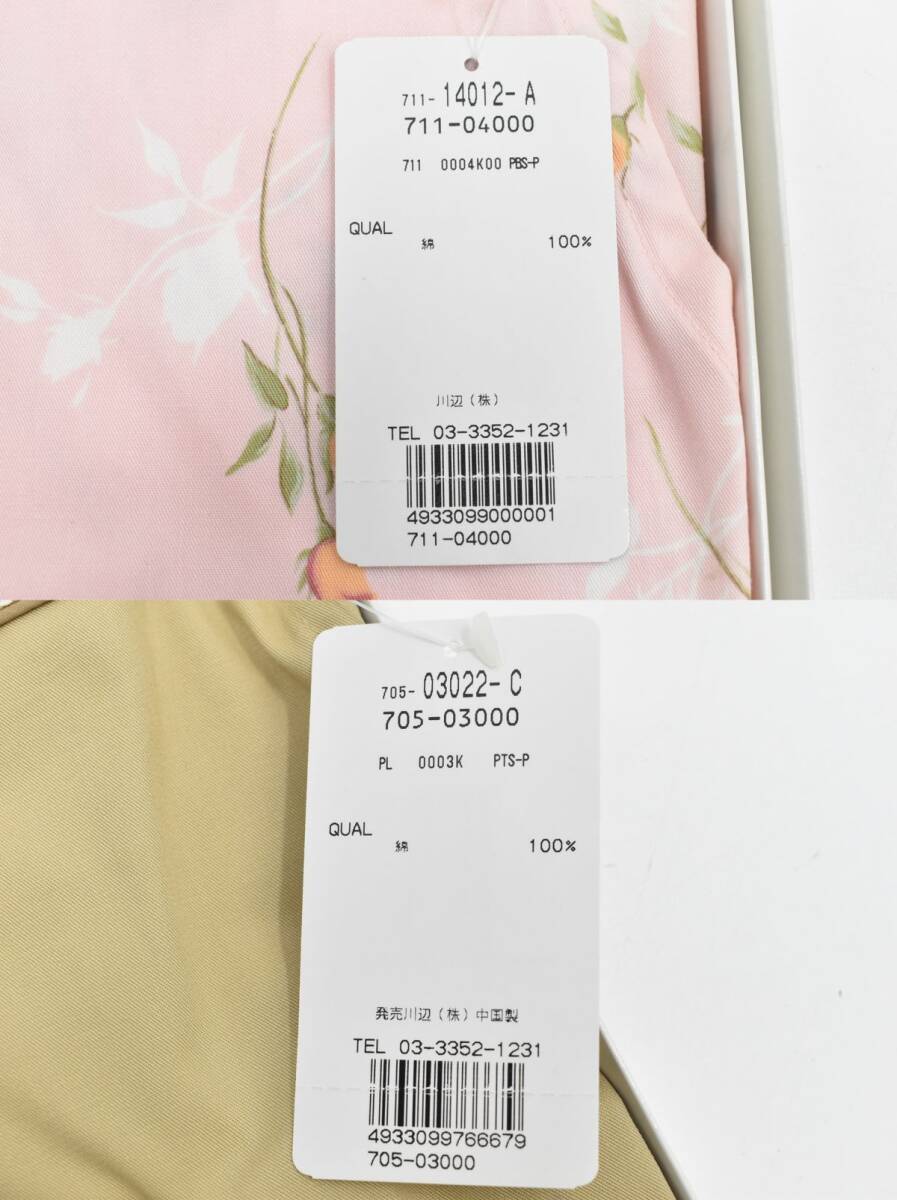 711- 14012- A
711-04000
711 0004K00 PBS-P
QUAL
綿 100%
川辺（株）
TEL 03-3352-1231
4933099000001
711-04000
705- 03022- C
705-03000
PL 0003K PTS-P
QUAL
綿 100%
発売川辺（株）中国製
TEL 03-3352-1231
4933099766679
705-03000